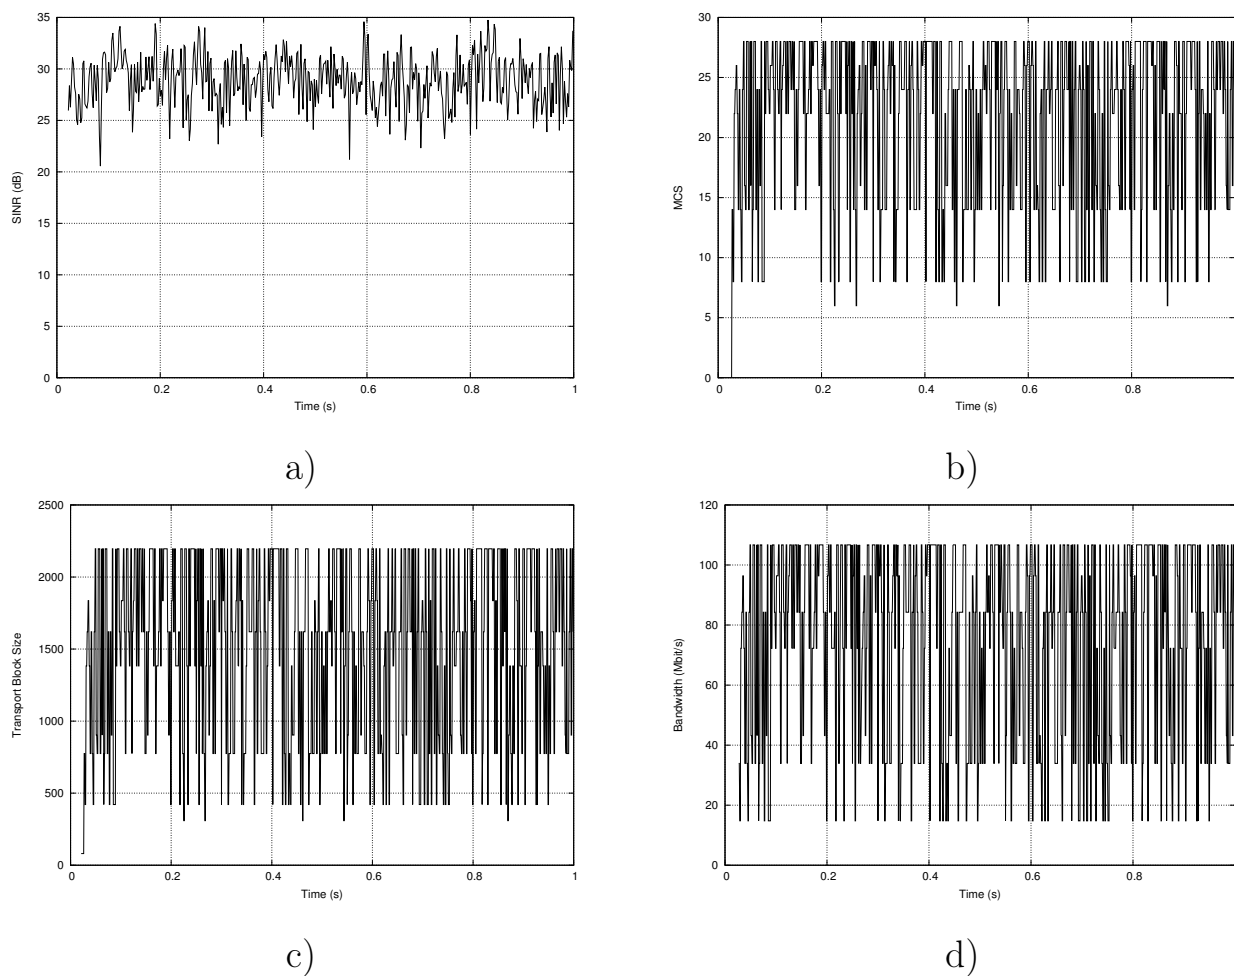 35
30
25
20
15
10
5
0
SINR (dB)
0 0.2 0.4 0.6 0.8 1
Time (s)
a)
30
25
20
15
10
5
0
MCS
0 0.2 0.4 0.6 0.8
Time (s)
b)
2500
2000
1500
1000
500
0
Transport Block Size
0 0.2 0.4 0.6 0.8 1
Time (s)
c)
120
100
80
60
40
20
0
Bandwidth (Mbit/s)
0 0.2 0.4 0.6 0.8
Time (s)
d)